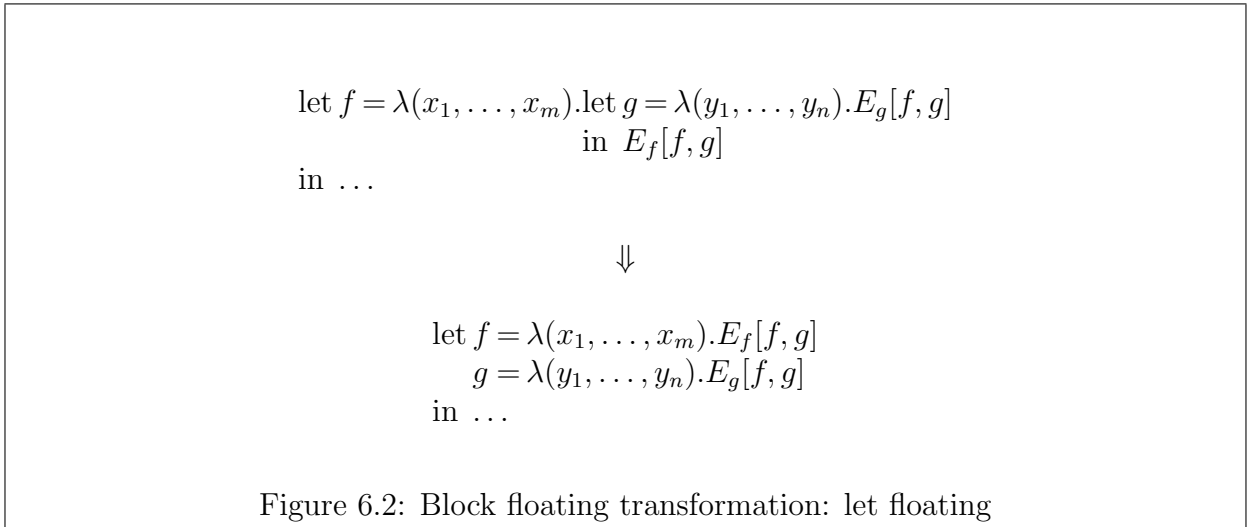 let f = λ(x₁, . . . , xₘ).let g = λ(y₁, . . . , yₙ).E_g[f, g]
in E_f[f, g]
in . . .
⇓
let f = λ(x₁, . . . , xₘ).E_f[f, g]
g = λ(y₁, . . . , yₙ).E_g[f, g]
in . . .
Figure 6.2: Block floating transformation: let floating